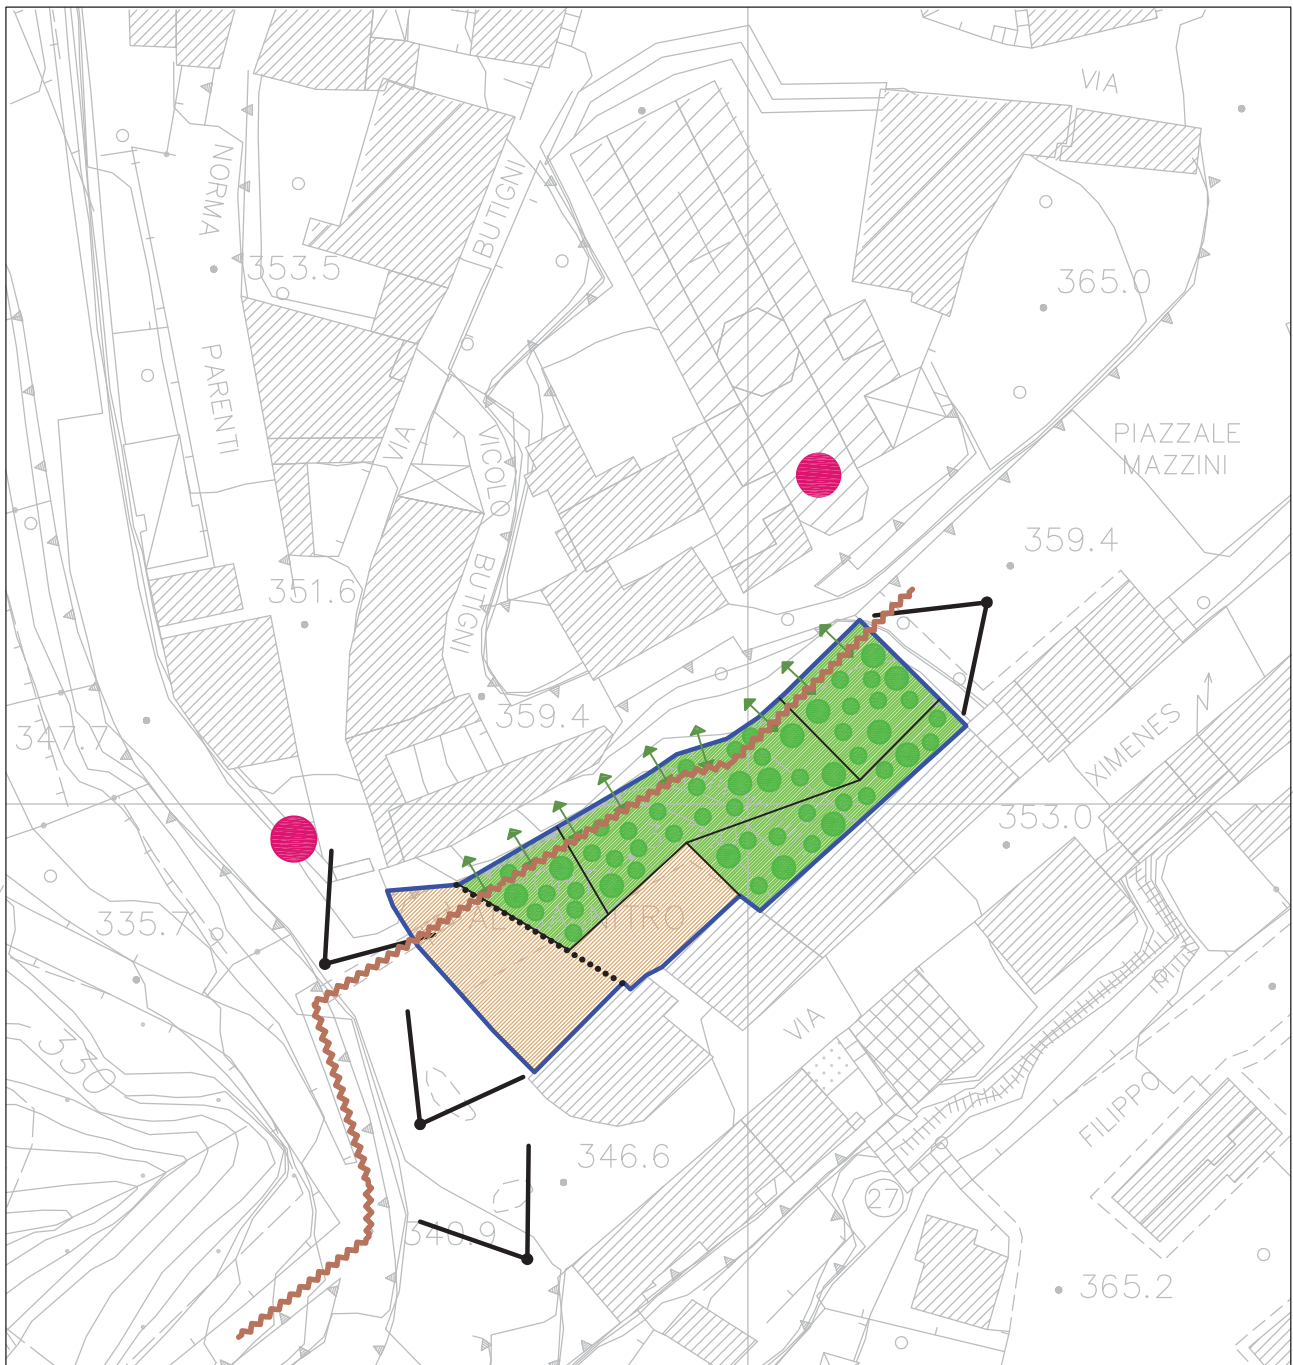 VIA
NORMA
BUTIGNI
353.5
365.0
PARENTI
VIA
VICOLO
PIAZZALE
MAZZINI
359.4
BUTIGNI
351.6
359.4
347.7
XIMENES
353.0
335.7
VIA
330
FILIPPO
346.6
27
340.9
365.2